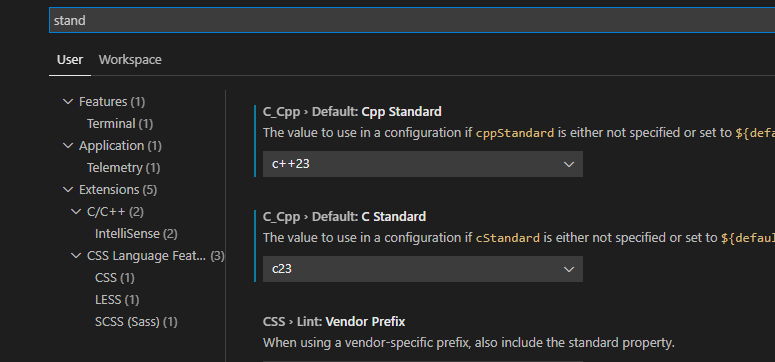 stand
User Workspace
Features (1)
Terminal (1)
Application (1)
Telemetry (1)
Extensions (5)
C/C++ (2)
IntelliSense (2)
CSS Language Feat... (3)
CSS (1)
LESS (1)
SCSS (Sass) (1)
C_Cpp › Default: Cpp Standard
The value to use in a configuration if cppStandard is either not specified or set to ${defa
c++23
C_Cpp › Default: C Standard
The value to use in a configuration if cStandard is either not specified or set to ${defaul
c23
CSS › Lint: Vendor Prefix
When using a vendor-specific prefix, also include the standard property.